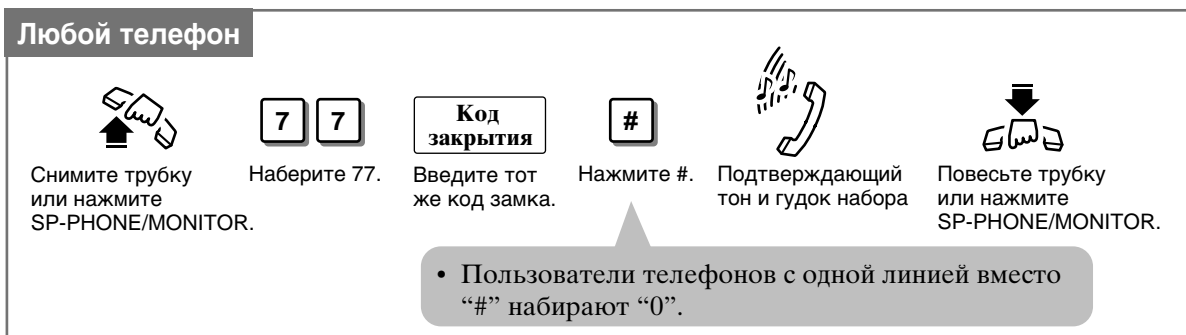 Любой телефон
7 7
Код
закрытия
#
Снимите трубку
или нажмите
SP-PHONE/MONITOR.
Наберите 77.
Введите тот
же код замка.
Нажмите #.
Подтверждающий
тон и гудок набора
Повесьте трубку
или нажмите
SP-PHONE/MONITOR.
• Пользователи телефонов с одной линией вместо
“#” набирают “0”.